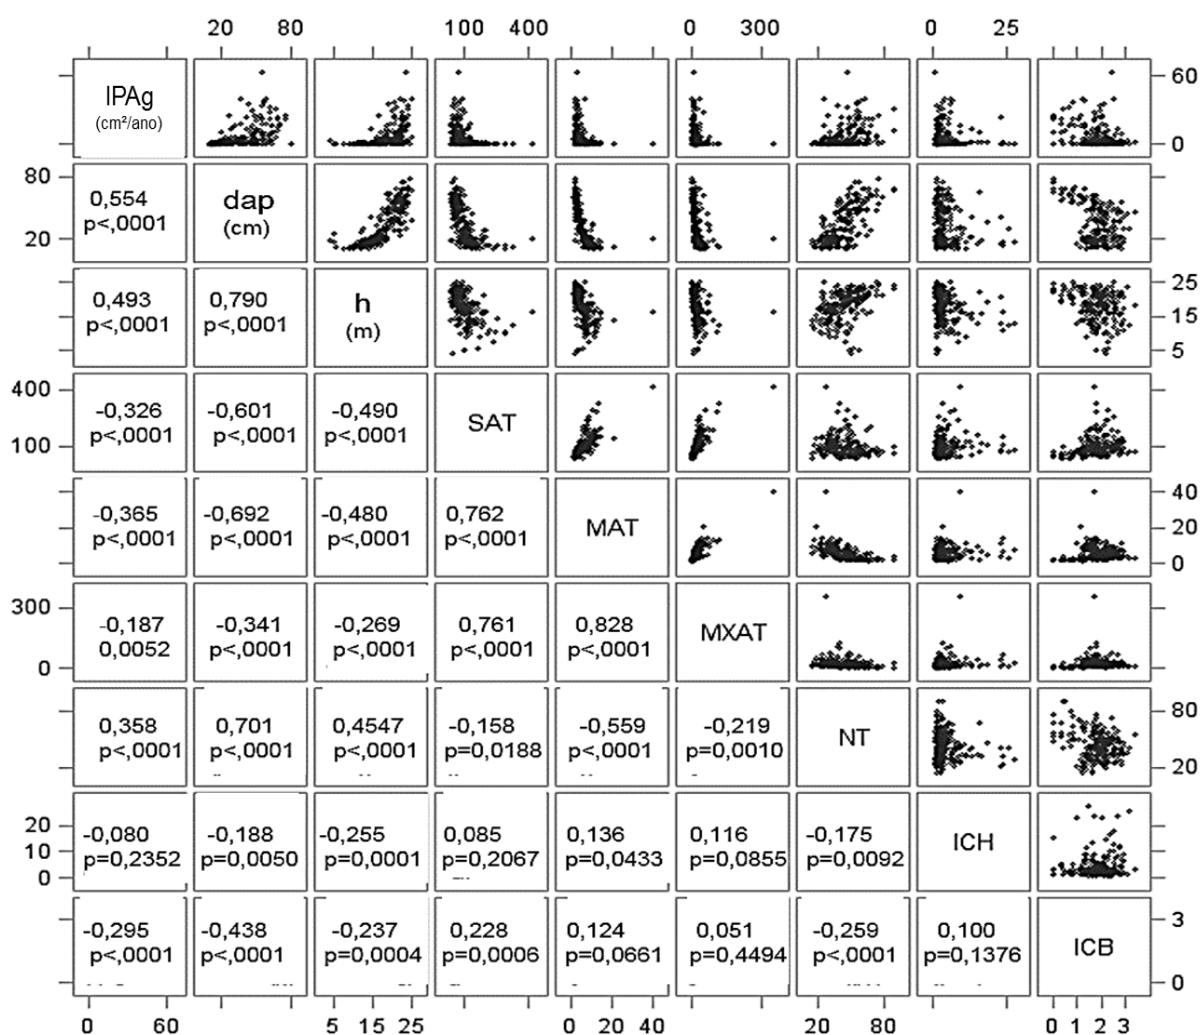 20 80 100 400 0 300 0 25
IPAg
(cm²/ano)
60
0
80
20
0,554
p<,0001
dap
(cm)
0,493
p<,0001
0,790
p<,0001
h
(m)
25
15
5
400
100
-0,326
p<,0001
-0,601
p<,0001
-0,490
p<,0001
SAT
-0,365
p<,0001
-0,692
p<,0001
-0,480
p<,0001
0,762
p<,0001
MAT
40
20
0
300
0
-0,187
0,0052
-0,341
p<,0001
-0,269
p<,0001
0,761
p<,0001
0,828
p<,0001
MXAT
0,358
p<,0001
0,701
p<,0001
0,4547
p<,0001
-0,158
p=0,0188
-0,559
p<,0001
-0,219
p=0,0010
NT
80
20
20
10
0
-0,080
p=0,2352
-0,188
p=0,0050
-0,255
p=0,0001
0,085
p=0,2067
0,136
p=0,0433
0,116
p=0,0855
-0,175
p=0,0092
ICH
-0,295
p<,0001
-0,438
p<,0001
-0,237
p=0,0004
0,228
p=0,0006
0,124
p=0,0661
0,051
p=0,4494
-0,259
p<,0001
0,100
p=0,1376
ICB
3
0
0 60 5 15 25 0 20 40 20 80 0 1 2 3